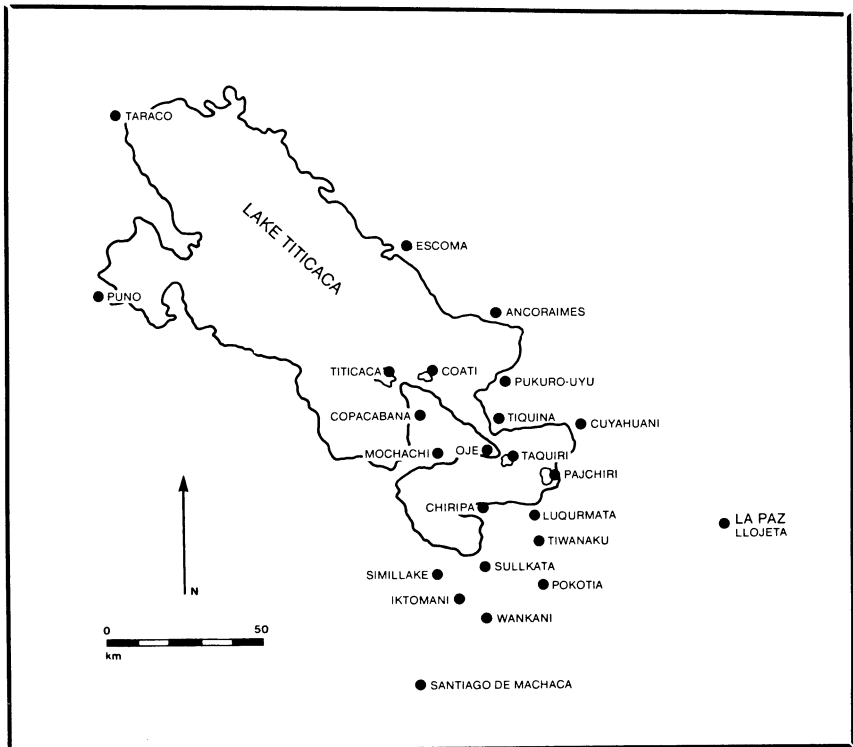 TARACO
LAKE TITICACA
ESCOMA
PUNO
ANCORAIMES
TITICACA
COATI
PUKURO-UYU
COPACABANA
TIQUINA
CUYAHUANI
MOCHACHI
OJE
TAQUIRI
PAJCHIRI
CHIRIPA
LUQURMATA
LA PAZ
LLOJETA
TIWANAKU
SULLKATA
SIMILLAKE
POKOTIA
N
IKTOMANI
WANKANI
0 50
km
SANTIAGO DE MACHACA